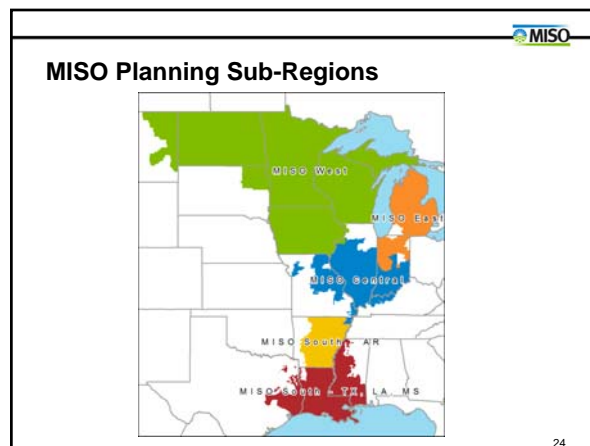 MISO
MISO Planning Sub-Regions
MISO West
MISO East
MISO Central
MISO South - AR
MISO South - TX, LA, MS
24